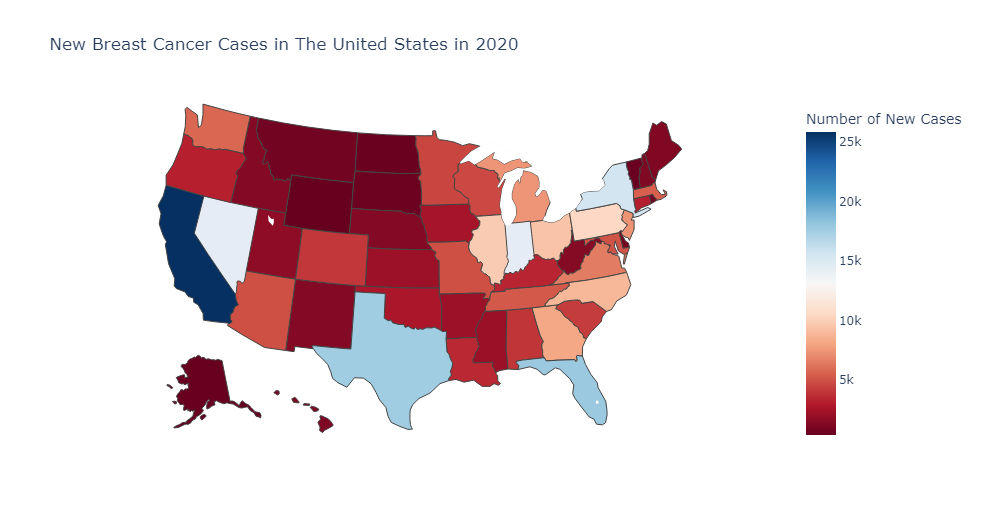 New Breast Cancer Cases in The United States in 2020
Number of New Cases
25k
20k
15k
10k
5k